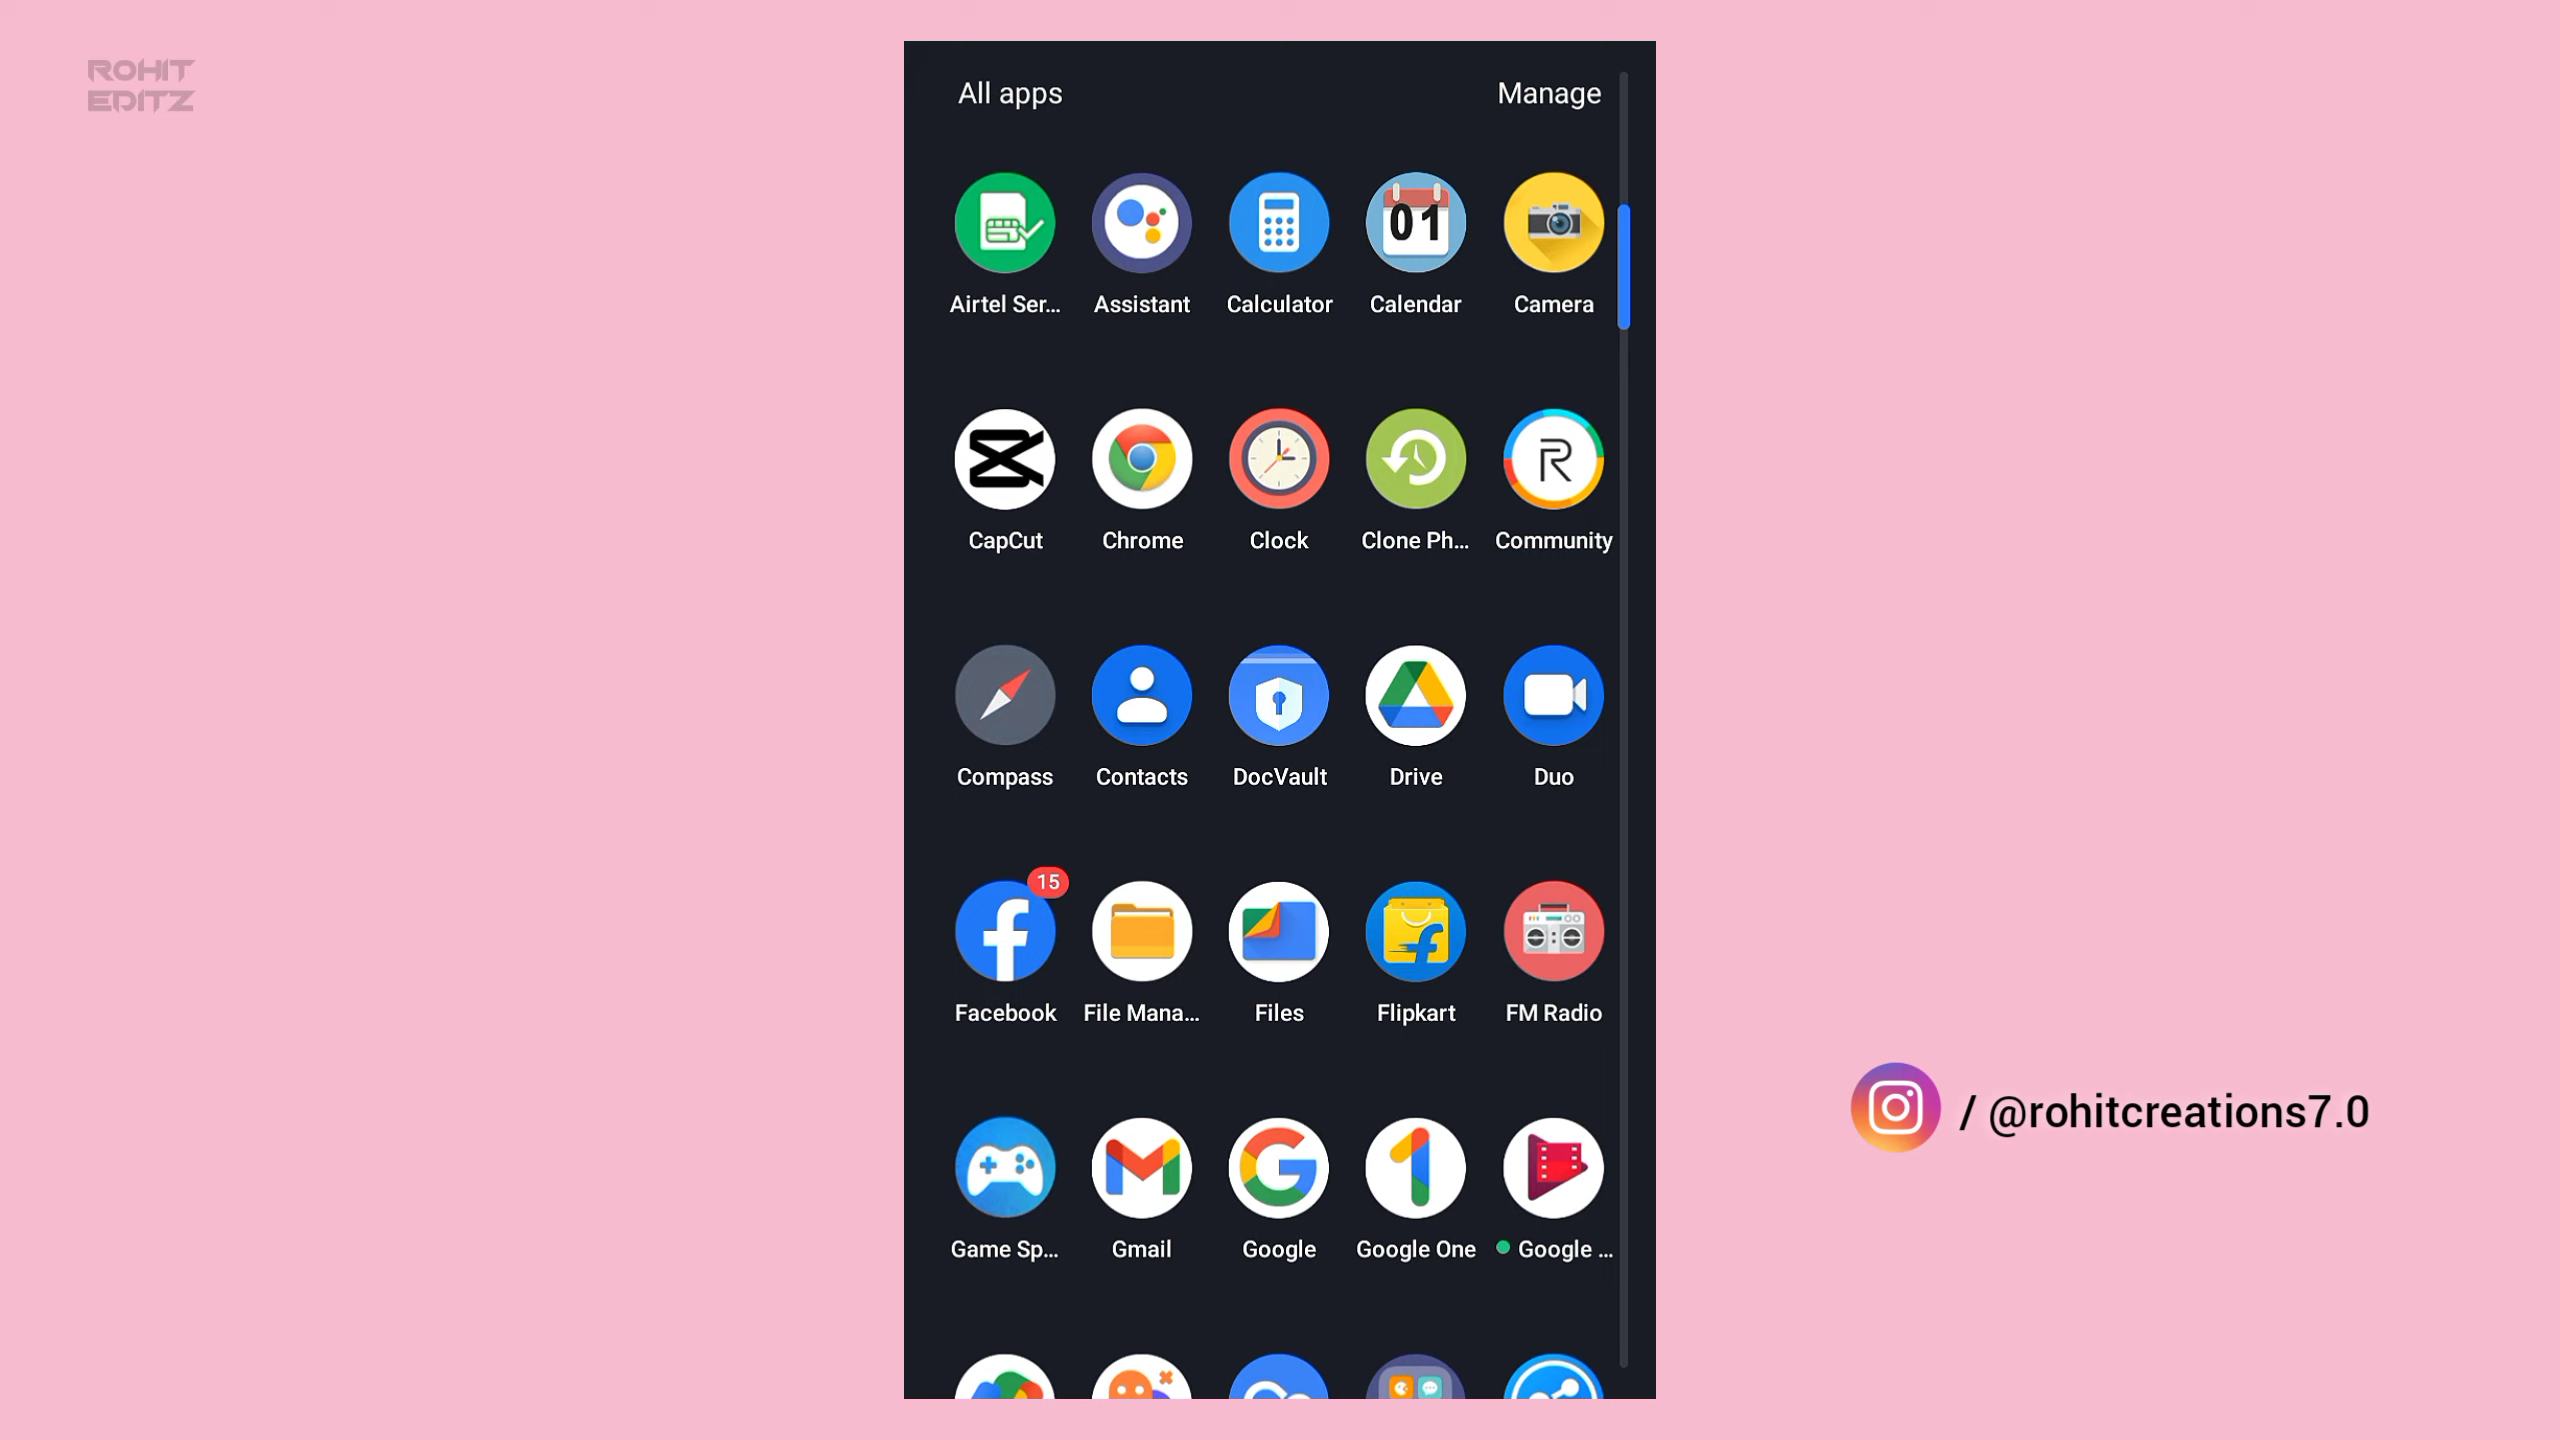 ROHIT
EDITZ
All apps Manage
01
Airtel Ser... Assistant Calculator Calendar Camera
CapCut Chrome Clock Clone Ph... Community
Compass Contacts DocVault Drive Duo
15
Facebook File Mana... Files Flipkart FM Radio
Game Sp... Gmail Google Google One Google ...
/ @rohitcreations7.0